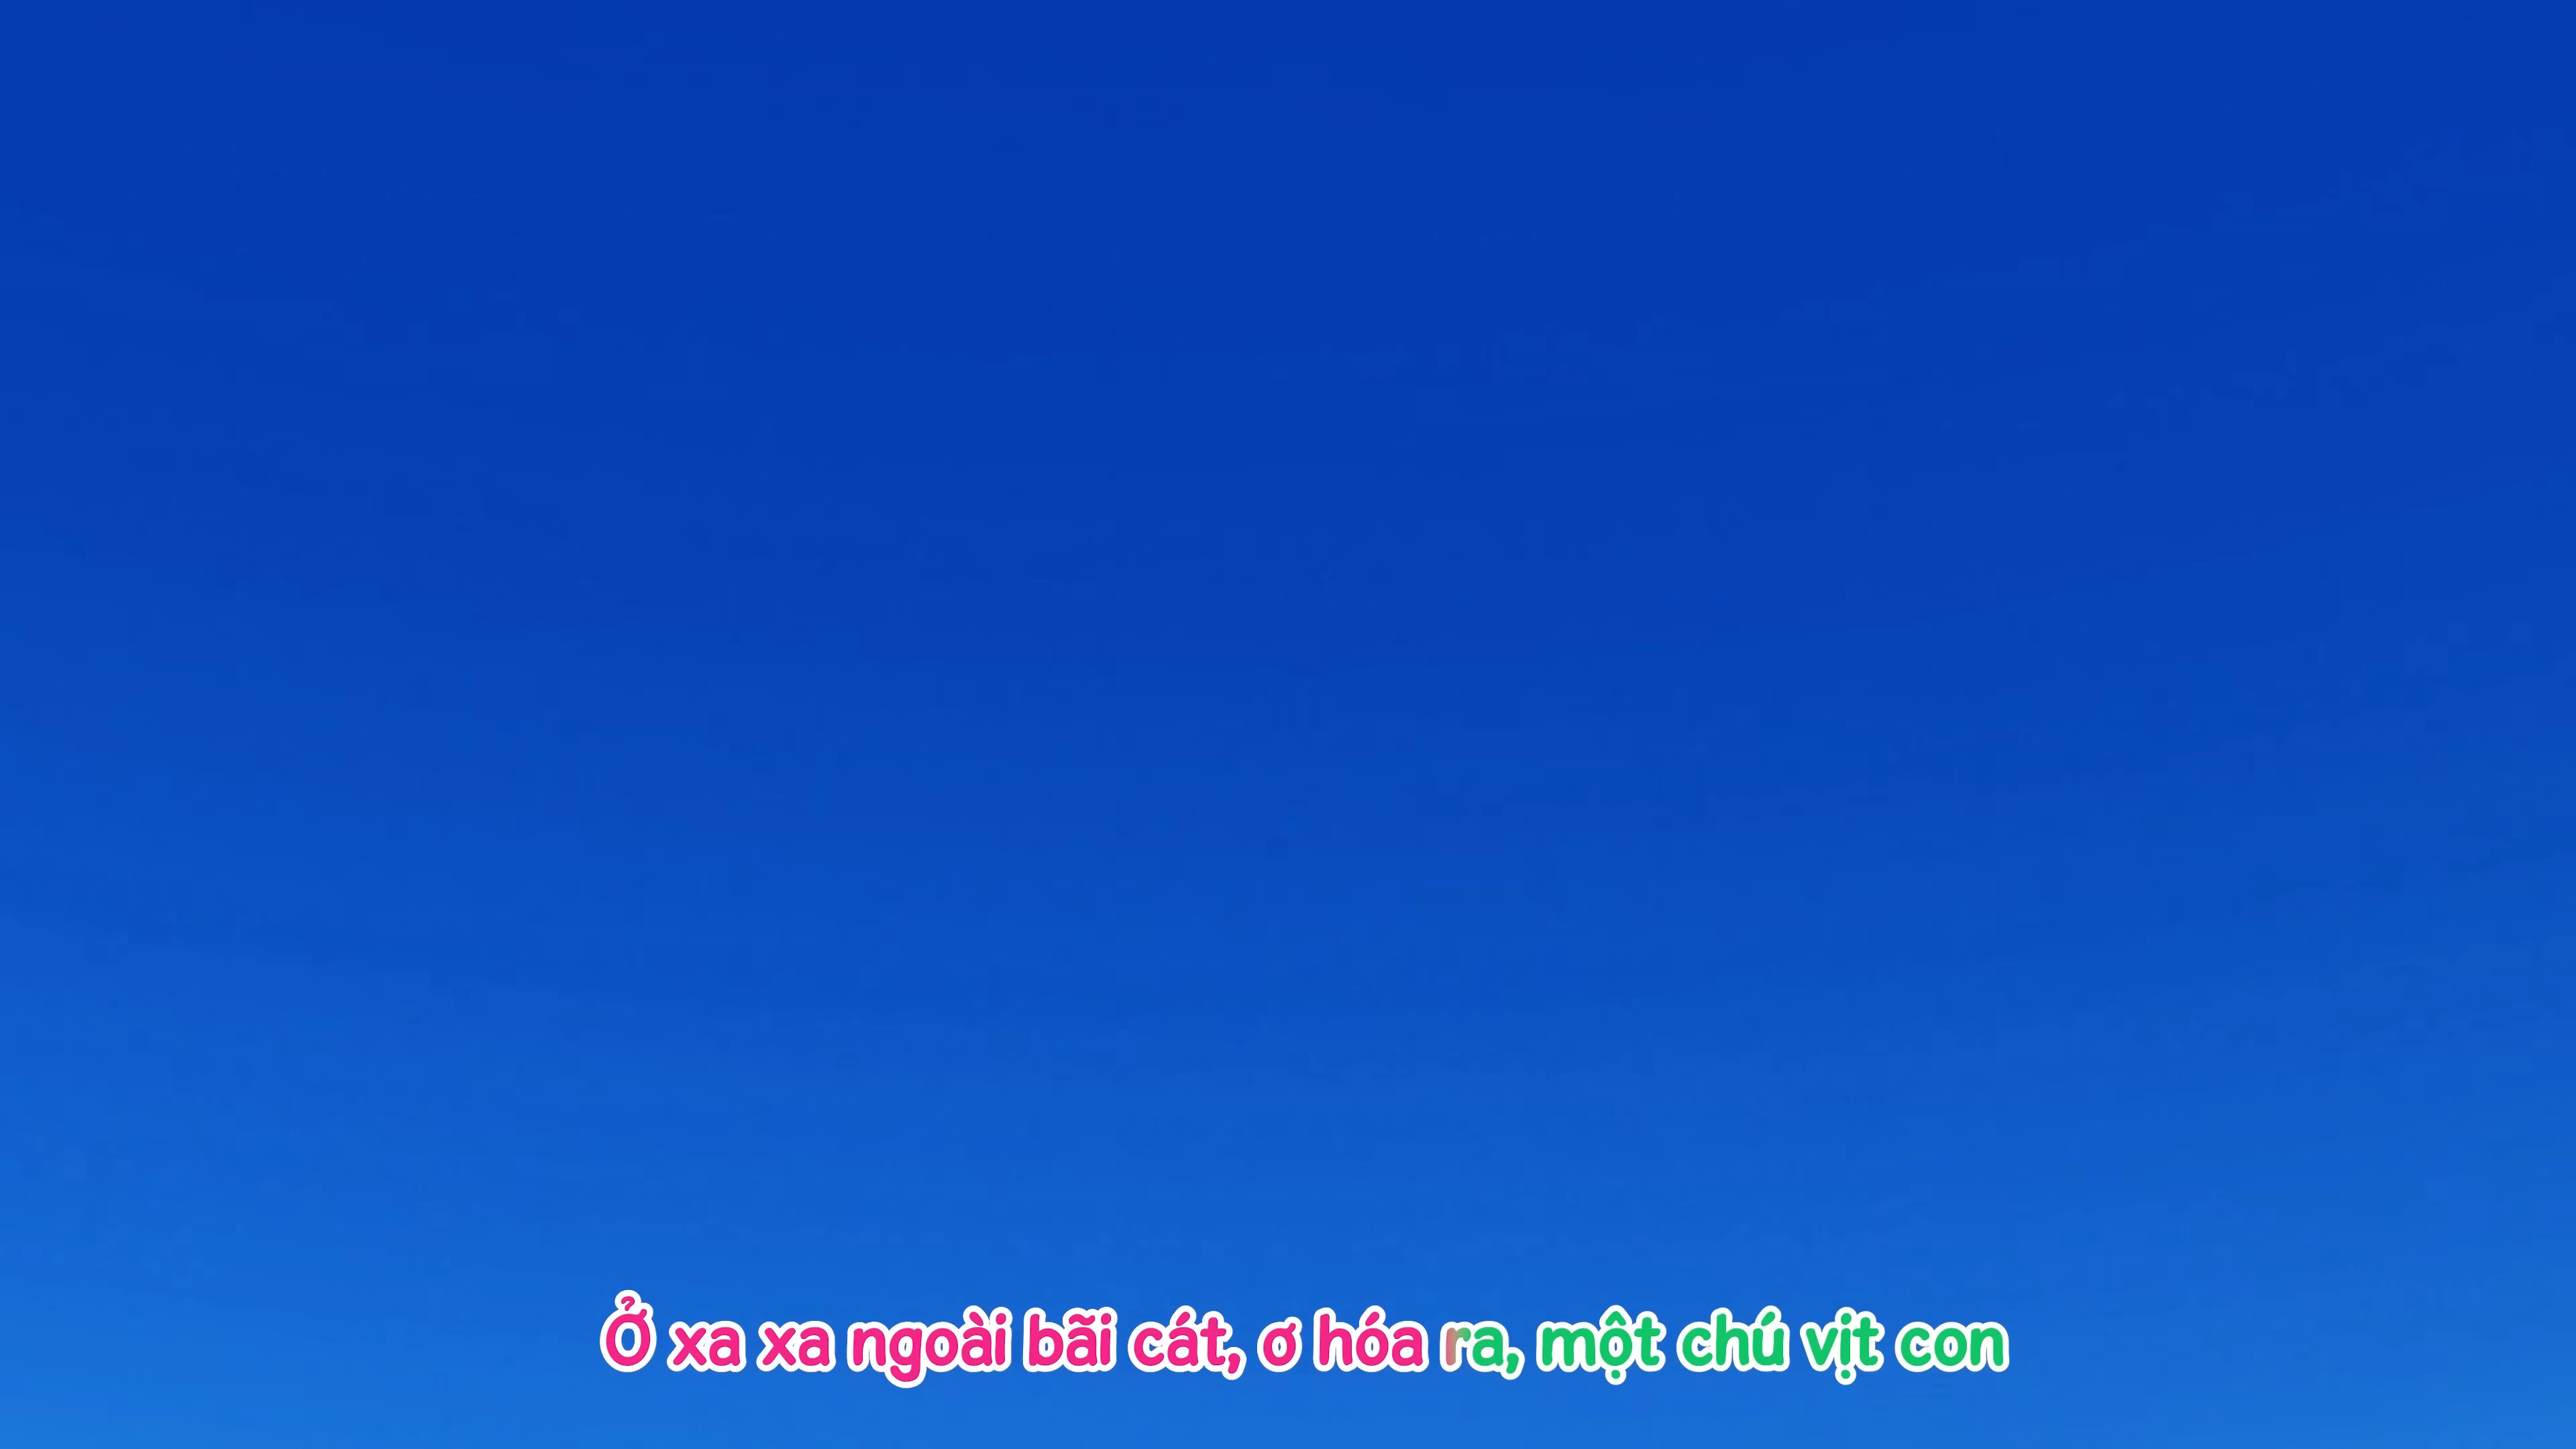 Ở xa xa ngoài bãi cát, ơ hóa ra, một chú vịt con